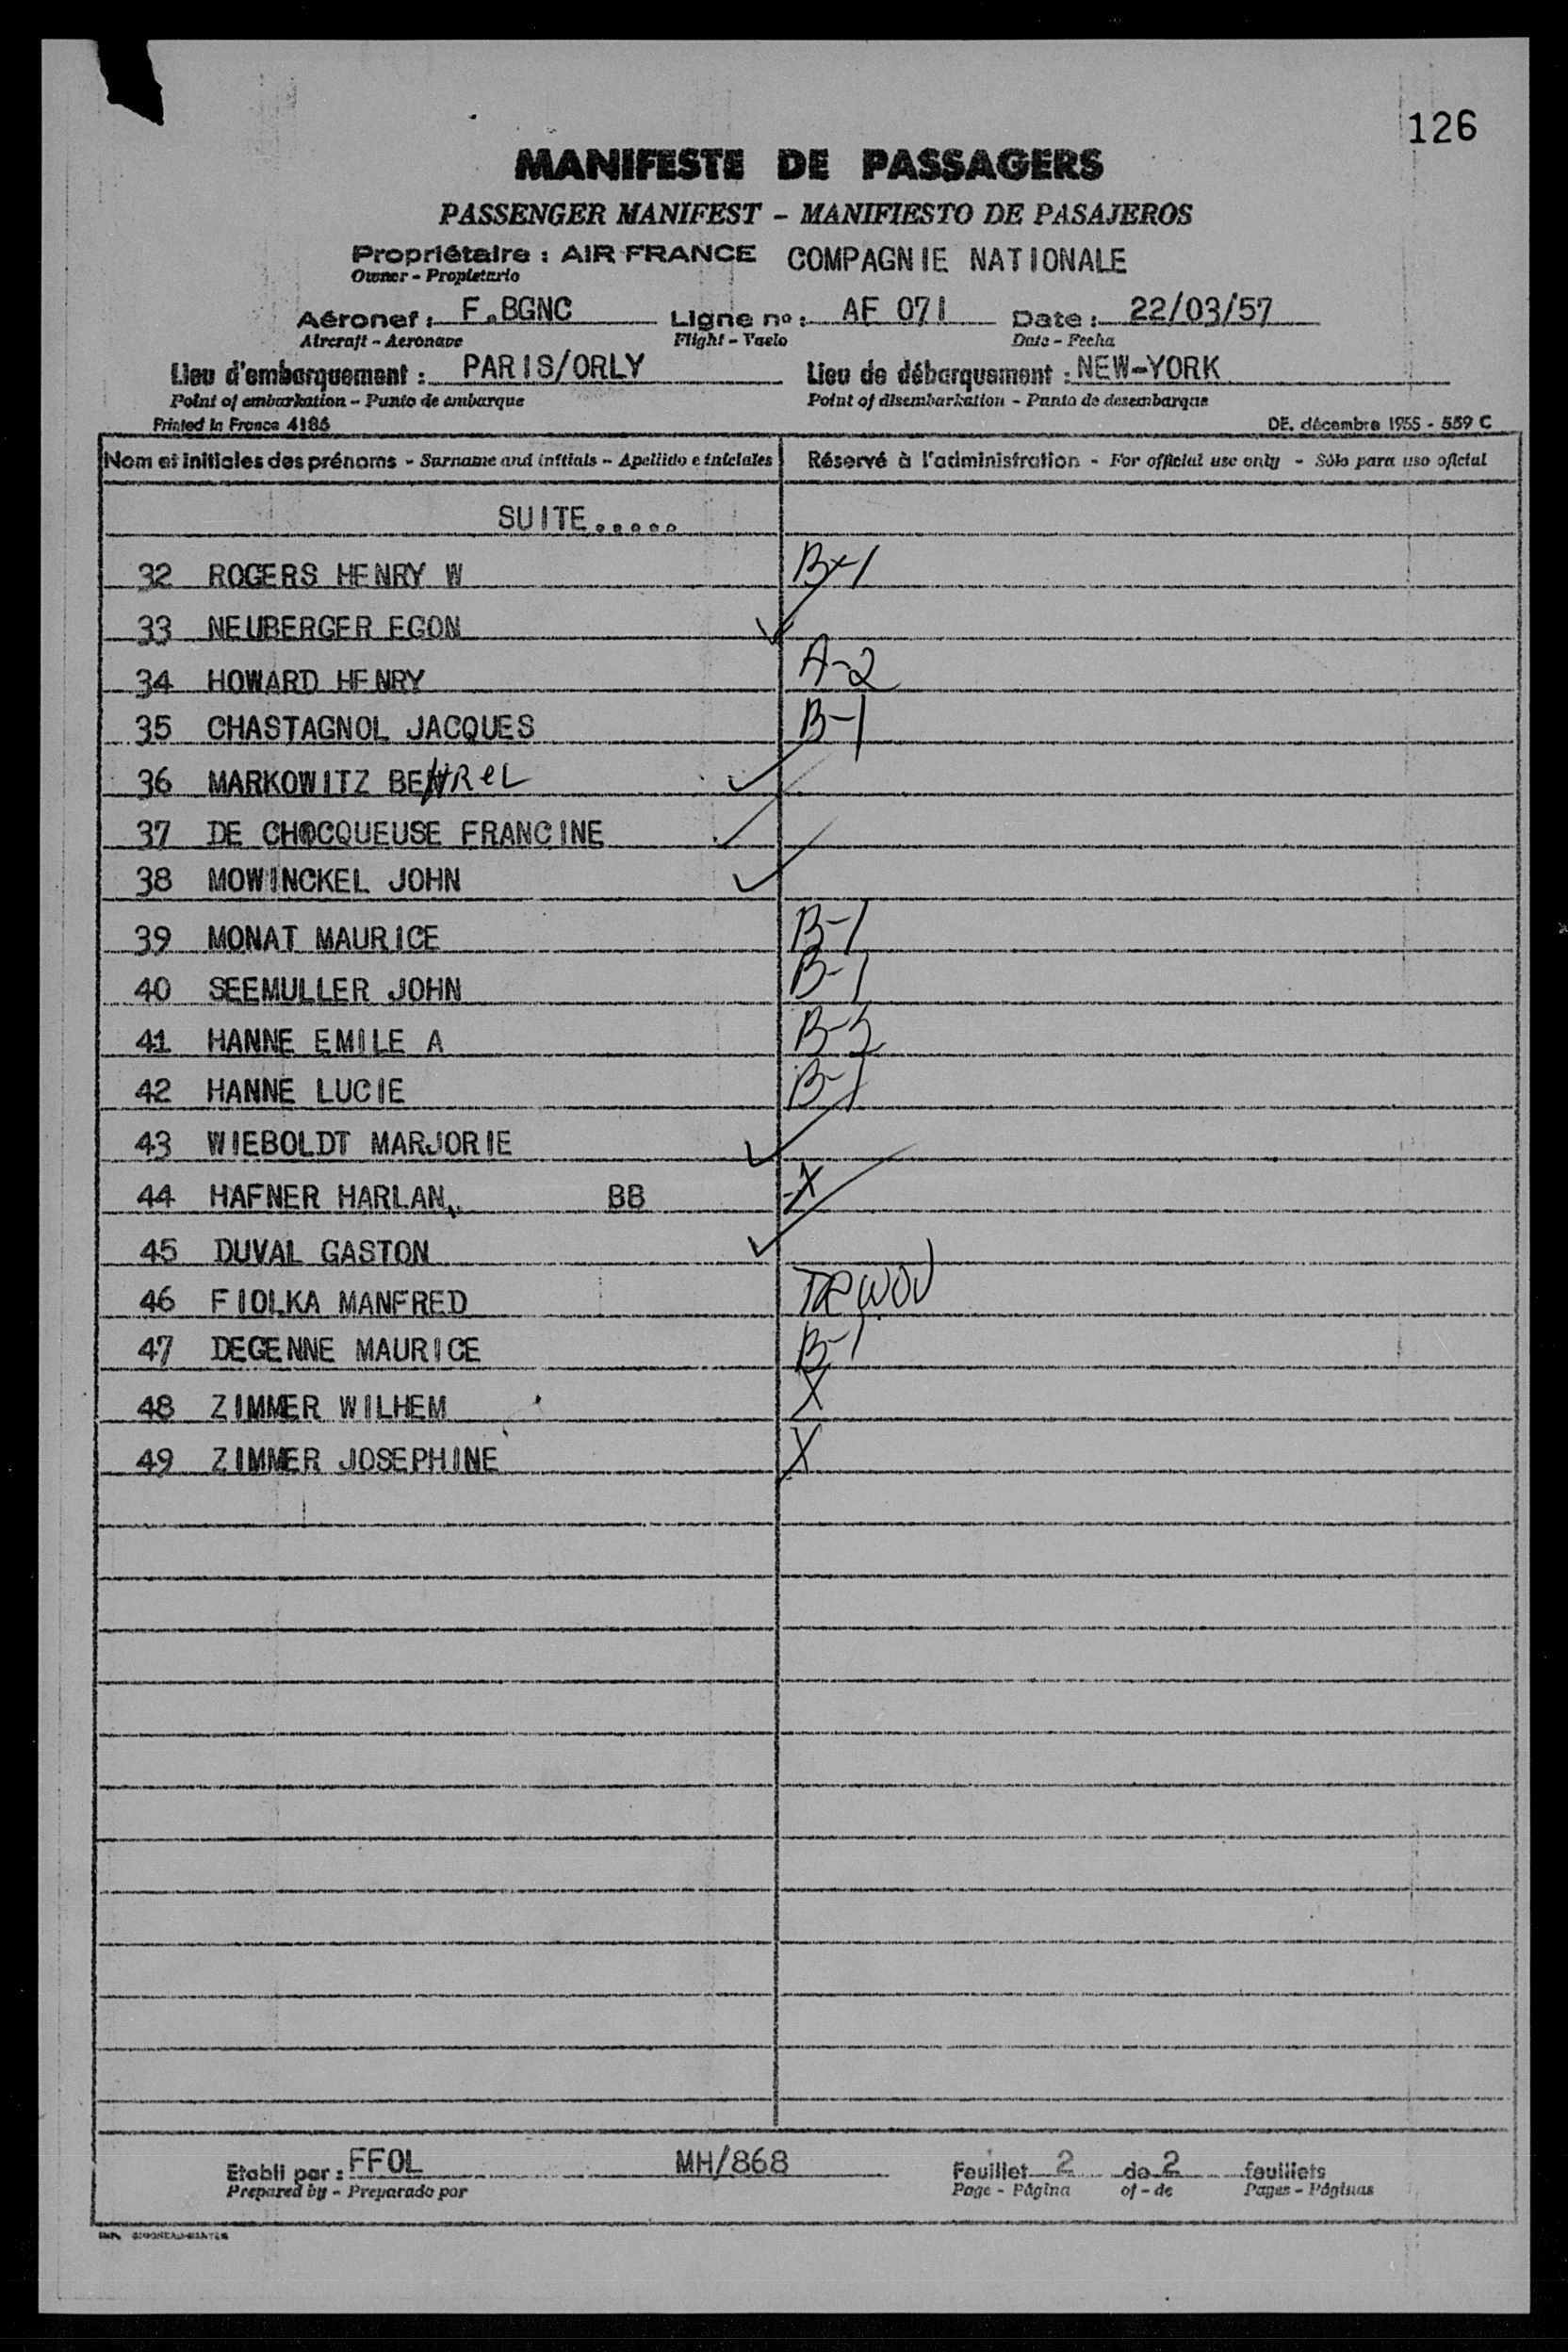 126
MANIFESTE DE PASSAGERS
PASSENGER MANIFEST - MANIFIESTO DE PASAJEROS
Propriétaire : AIR FRANCE COMPAGNIE NATIONALE
Owner - Propietario
Aéronef : F.BGNC Ligne no : AF 071 Date : 22/03/57
Aircraft - Aeronave Flight - Vuelo Date - Fecha
Lieu d'embarquement : PARIS/ORLY Lieu de débarquement : NEW-YORK
Point of embarkation - Punto de embarque Point of disembarkation - Punto de desembarque
Printed in France 4186 DE. décembre 1955 - 559 C
Nom et initiales des prénoms - Surname and initials - Apellido e iniciales Réservé à l'administration - For official use only - Sólo para uso oficial
SUITE.....
32 ROGERS HENRY W B-1
33 NEUBERGER EGON
34 HOWARD HENRY A-2
35 CHASTAGNOL JACQUES B-1
36 MARKOWITZ BEHREL
37 DE CHOCQUEUSE FRANCINE
38 MOWINCKEL JOHN
39 MONAT MAURICE B-1
40 SEEMULLER JOHN B-1
41 HANNE EMILE A B-2
42 HANNE LUCIE B-1
43 WIEBOLDT MARJORIE
44 HAFNER HARLAN BB X
45 DUVAL GASTON
46 FIOLKA MANFRED TRWOV
47 DEGENNE MAURICE B-1
48 ZIMMER WILHEM X
49 ZIMMER JOSEPHINE X
Etabli par : FFOL MH/868 Feuillet 2 de 2 feuillets
Prepared by - Preparado por Page - Página of - de Pages - Páginas